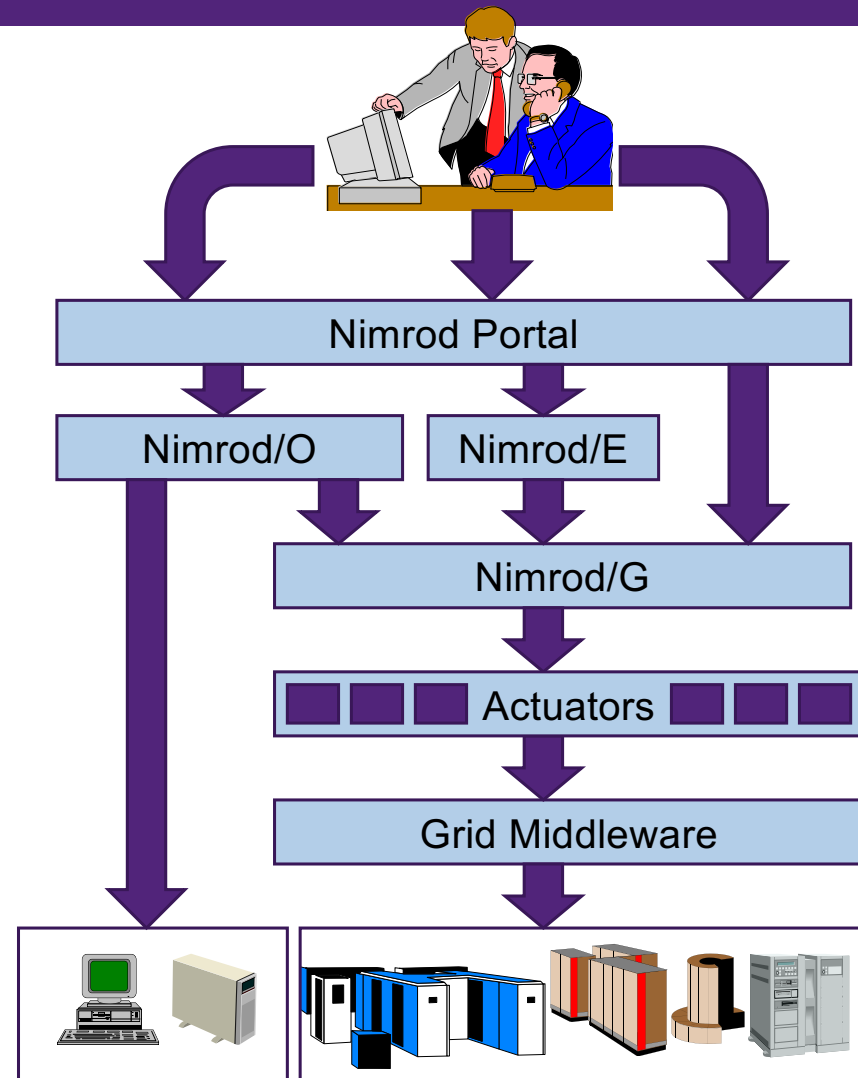 Nimrod Portal
Nimrod/O
Nimrod/E
Nimrod/G
Actuators
Grid Middleware